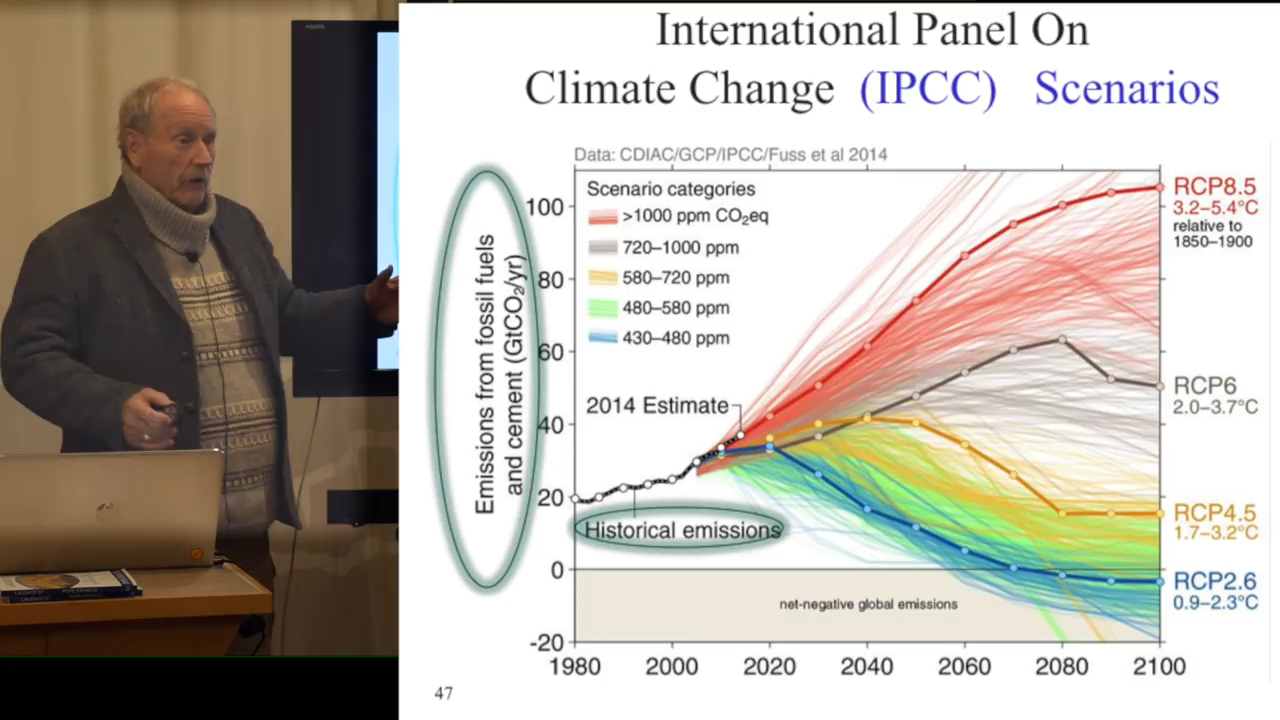 International Panel On
Climate Change (IPCC) Scenarios
Data: CDIAC/GCP/IPCC/Fuss et al 2014
Scenario categories
>1000 ppm CO₂eq
720–1000 ppm
580–720 ppm
480–580 ppm
430–480 ppm
Emissions from fossil fuels
and cement (GtCO₂/yr)
100
80
60
40
20
0
-20
2014 Estimate
Historical emissions
net-negative global emissions
RCP8.5
3.2–5.4°C
relative to
1850–1900
RCP6
2.0–3.7°C
RCP4.5
1.7–3.2°C
RCP2.6
0.9–2.3°C
1980 2000 2020 2040 2060 2080 2100
47
hp